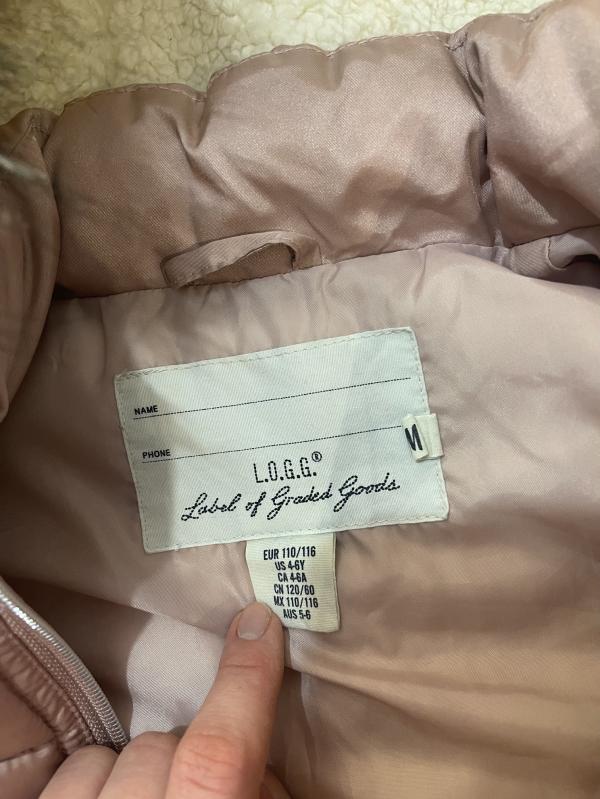 NAME
PHONE
L.O.G.G.®
Label of Graded Goods
EUR 110/116
US 4-6Y
CA 4-6A
CN 120/60
MX 110/116
AUS 5-6